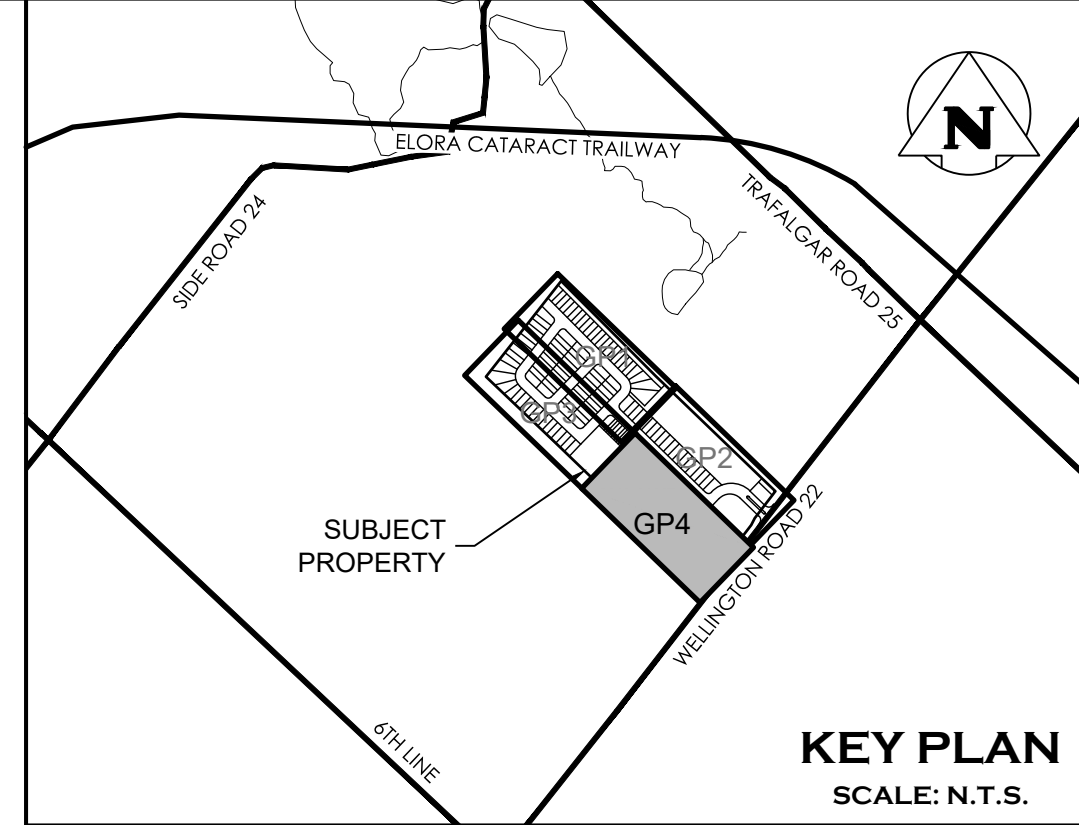 N
ELORA CATARACT TRAILWAY
TRAFALGAR ROAD 25
SIDE ROAD 24
GP1
GP3
GP2
GP4
SUBJECT
PROPERTY
WELLINGTON ROAD 22
6TH LINE
KEY PLAN
SCALE: N.T.S.